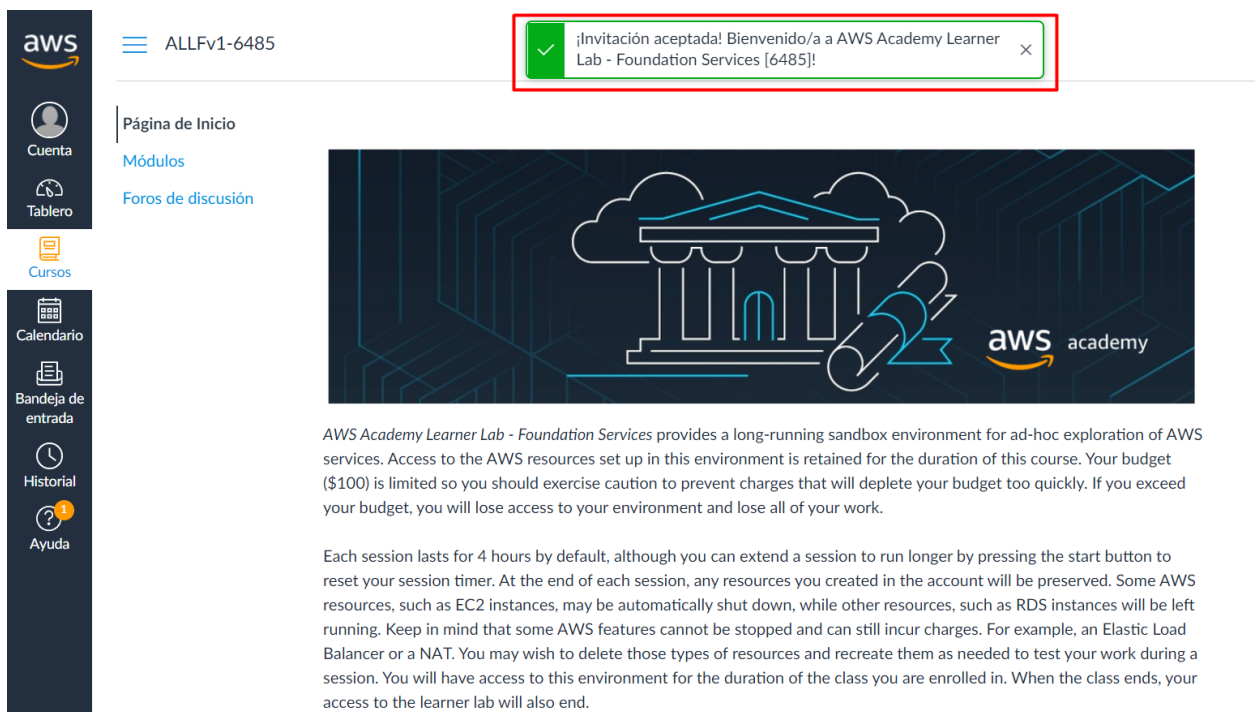 aws
ALLFv1-6485
¡Invitación aceptada! Bienvenido/a a AWS Academy Learner
Lab - Foundation Services [6485]!
Cuenta
Tablero
Cursos
Calendario
Bandeja de
entrada
Historial
1
Ayuda
Página de Inicio
Módulos
Foros de discusión
aws academy
AWS Academy Learner Lab - Foundation Services provides a long-running sandbox environment for ad-hoc exploration of AWS
services. Access to the AWS resources set up in this environment is retained for the duration of this course. Your budget
($100) is limited so you should exercise caution to prevent charges that will deplete your budget too quickly. If you exceed
your budget, you will lose access to your environment and lose all of your work.
Each session lasts for 4 hours by default, although you can extend a session to run longer by pressing the start button to
reset your session timer. At the end of each session, any resources you created in the account will be preserved. Some AWS
resources, such as EC2 instances, may be automatically shut down, while other resources, such as RDS instances will be left
running. Keep in mind that some AWS features cannot be stopped and can still incur charges. For example, an Elastic Load
Balancer or a NAT. You may wish to delete those types of resources and recreate them as needed to test your work during a
session. You will have access to this environment for the duration of the class you are enrolled in. When the class ends, your
access to the learner lab will also end.